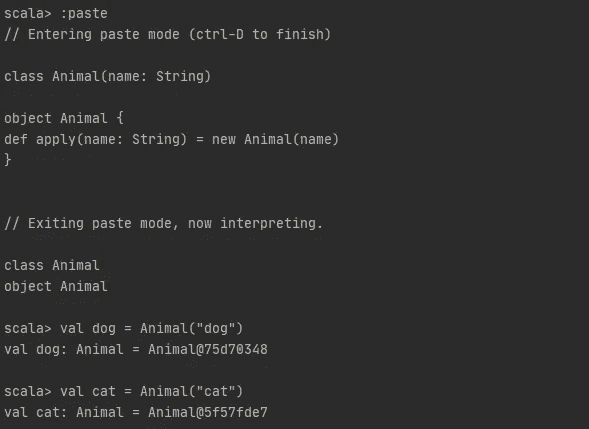 scala> :paste
// Entering paste mode (ctrl-D to finish)
class Animal(name: String)
object Animal {
def apply(name: String) = new Animal(name)
}
// Exiting paste mode, now interpreting.
class Animal
object Animal
scala> val dog = Animal("dog")
val dog: Animal = Animal@75d70348
scala> val cat = Animal("cat")
val cat: Animal = Animal@5f57fde7